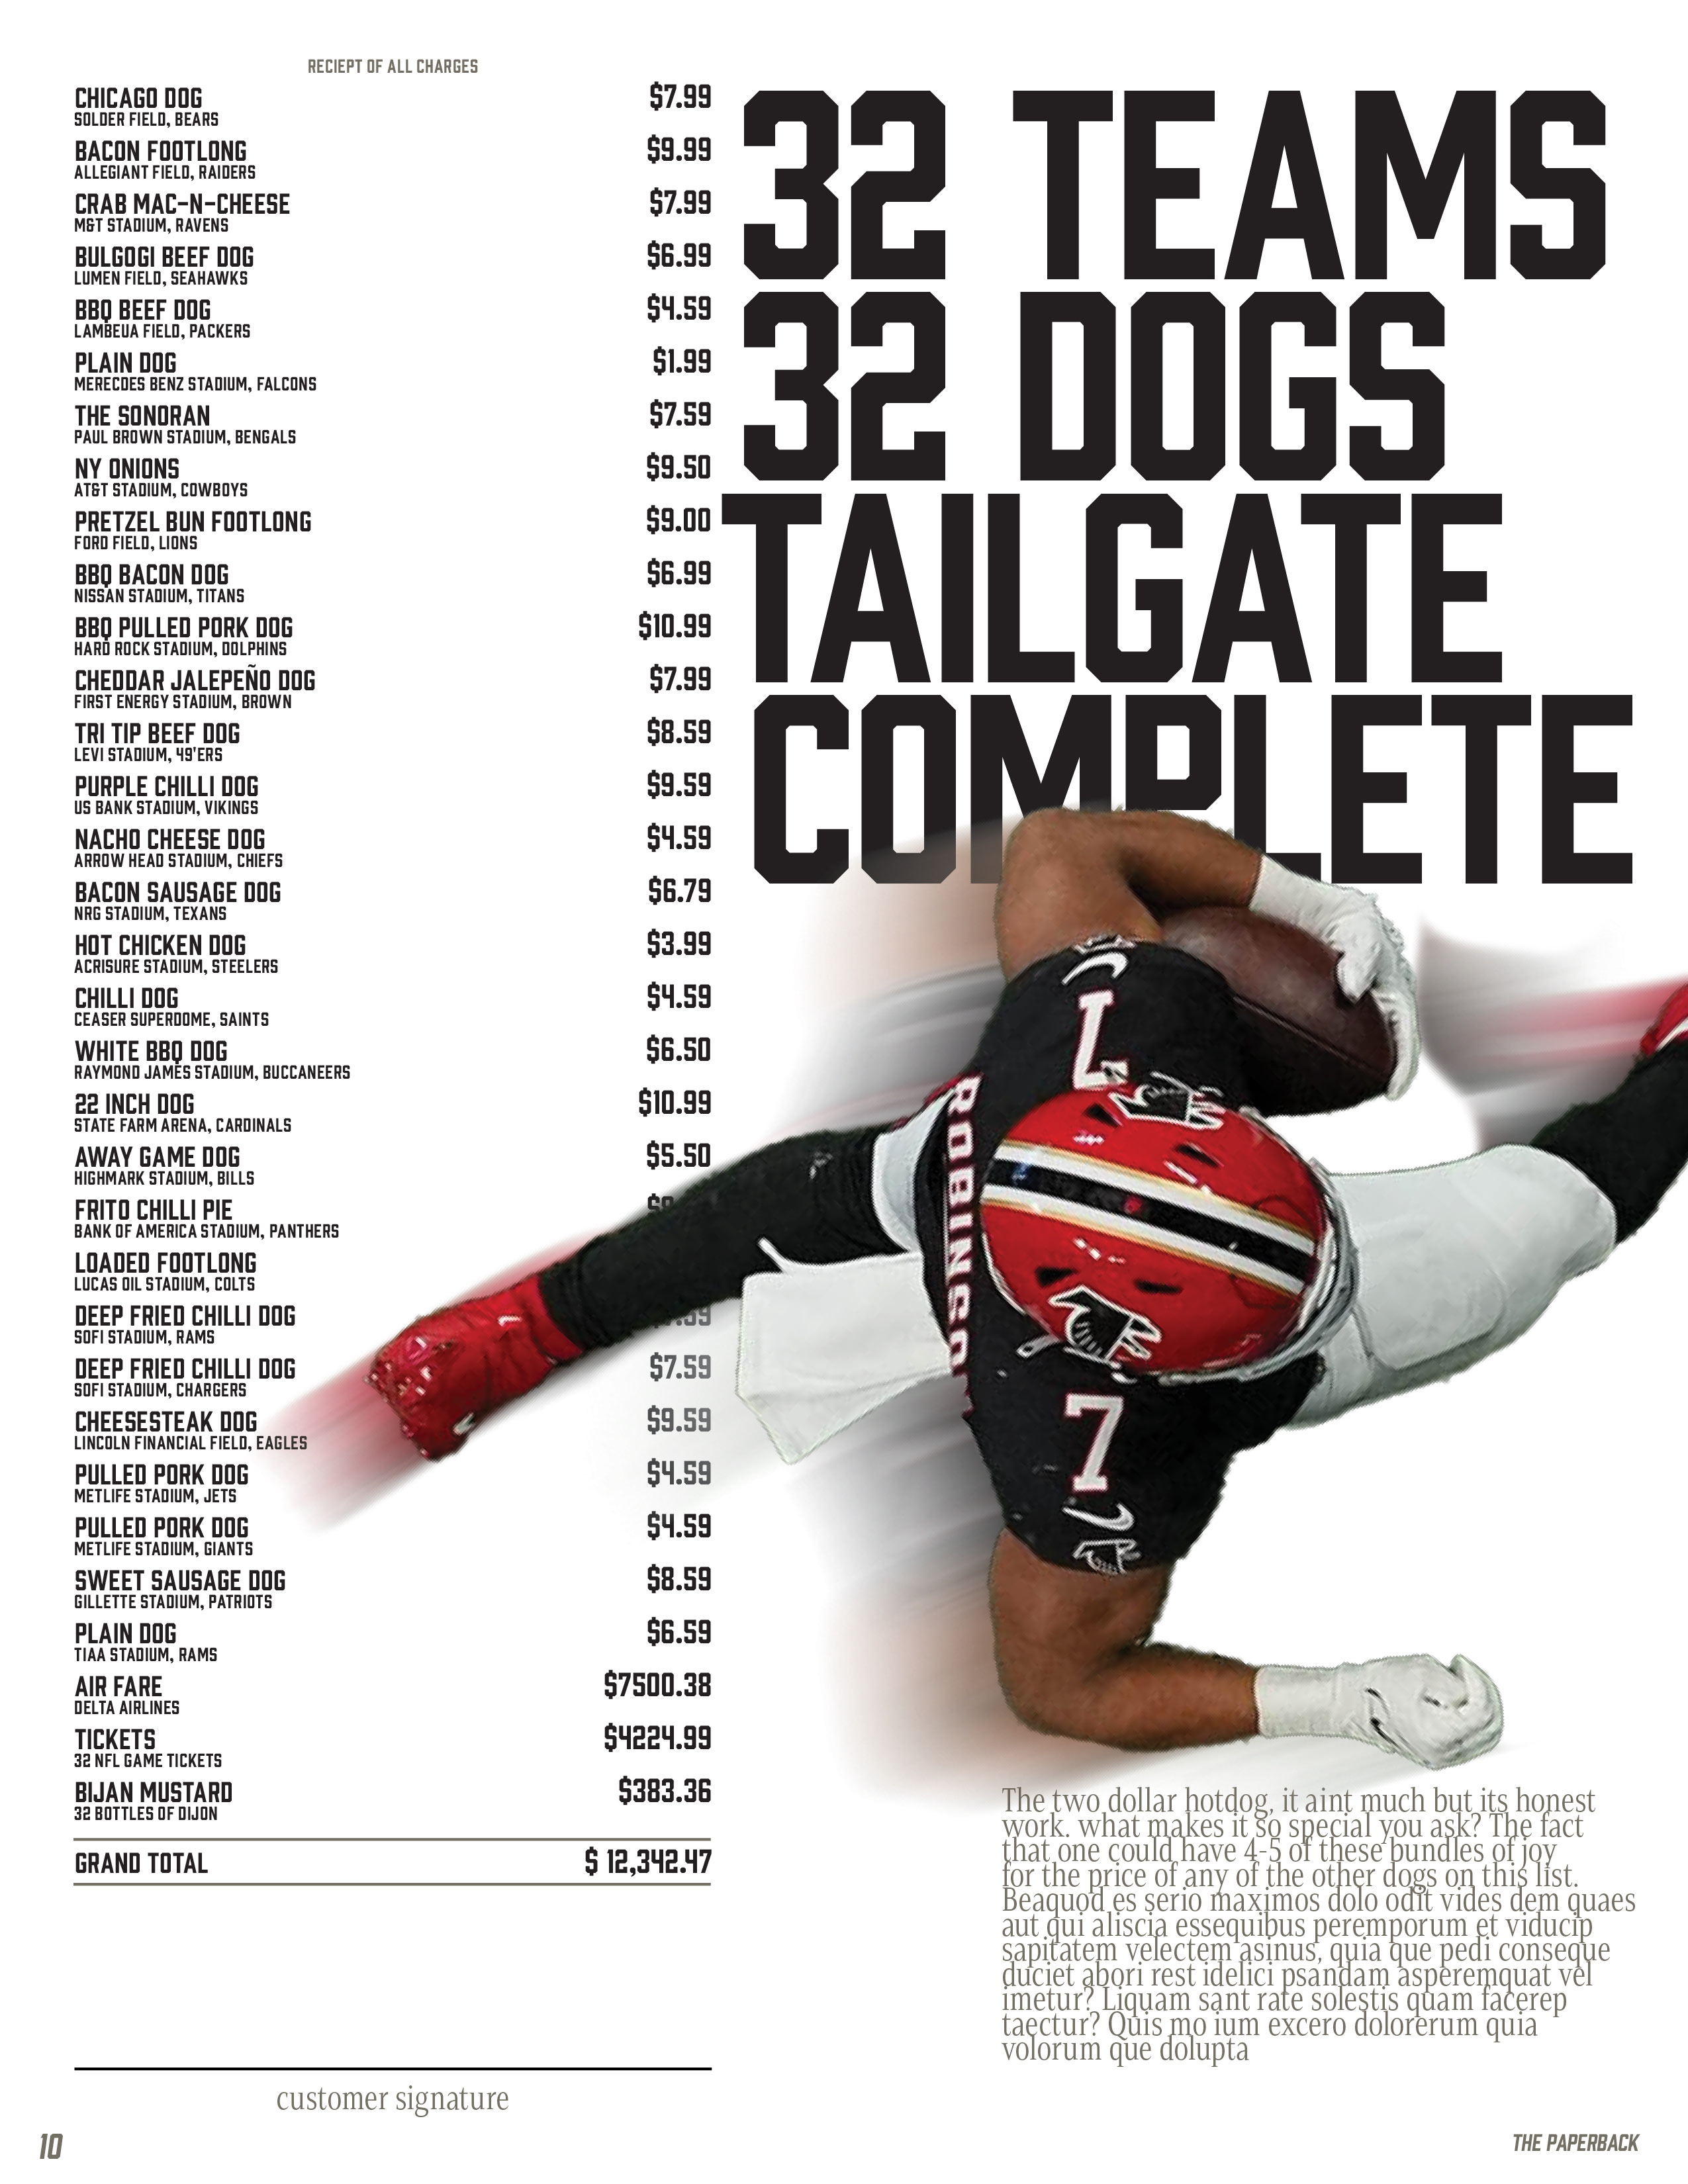 RECIEPT OF ALL CHARGES
CHICAGO DOG $7.99
SOLDER FIELD, BEARS
BACON FOOTLONG $9.99
ALLEGIANT FIELD, RAIDERS
CRAB MAC-N-CHEESE $7.99
M&T STADIUM, RAVENS
BULGOGI BEEF DOG $6.99
LUMEN FIELD, SEAHAWKS
BBQ BEEF DOG $4.59
LAMBEUA FIELD, PACKERS
PLAIN DOG $1.99
MERECDES BENZ STADIUM, FALCONS
THE SONORAN $7.59
PAUL BROWN STADIUM, BENGALS
NY ONIONS $9.50
AT&T STADIUM, COWBOYS
PRETZEL BUN FOOTLONG $9.00
FORD FIELD, LIONS
BBQ BACON DOG $6.99
NISSAN STADIUM, TITANS
BBQ PULLED PORK DOG $10.99
HARD ROCK STADIUM, DOLPHINS
CHEDDAR JALEPEÑO DOG $7.99
FIRST ENERGY STADIUM, BROWN
TRI TIP BEEF DOG $8.59
LEVI STADIUM, 49'ERS
PURPLE CHILLI DOG $9.59
US BANK STADIUM, VIKINGS
NACHO CHEESE DOG $4.59
ARROW HEAD STADIUM, CHIEFS
BACON SAUSAGE DOG $6.79
NRG STADIUM, TEXANS
HOT CHICKEN DOG $3.99
ACRISURE STADIUM, STEELERS
CHILLI DOG $4.59
CEASER SUPERDOME, SAINTS
WHITE BBQ DOG $6.50
RAYMOND JAMES STADIUM, BUCCANEERS
22 INCH DOG $10.99
STATE FARM ARENA, CARDINALS
AWAY GAME DOG $5.50
HIGHMARK STADIUM, BILLS
FRITO CHILLI PIE
BANK OF AMERICA STADIUM, PANTHERS
LOADED FOOTLONG
LUCAS OIL STADIUM, COLTS
DEEP FRIED CHILLI DOG
SOFI STADIUM, RAMS
DEEP FRIED CHILLI DOG $7.59
SOFI STADIUM, CHARGERS
CHEESESTEAK DOG $9.59
LINCOLN FINANCIAL FIELD, EAGLES
PULLED PORK DOG $4.59
METLIFE STADIUM, JETS
PULLED PORK DOG $4.59
METLIFE STADIUM, GIANTS
SWEET SAUSAGE DOG $8.59
GILLETTE STADIUM, PATRIOTS
PLAIN DOG $6.59
TIAA STADIUM, RAMS
AIR FARE $7500.38
DELTA AIRLINES
TICKETS $4224.99
32 NFL GAME TICKETS
BIJAN MUSTARD $383.36
32 BOTTLES OF DIJON
GRAND TOTAL $ 12,342.47
customer signature
32 TEAMS
32 DOGS
TAILGATE
COMPLETE
7
ROBINSO
7
The two dollar hotdog, it aint much but its honest
work. what makes it so special you ask? The fact
that one could have 4-5 of these bundles of joy
for the price of any of the other dogs on this list.
Beaquod es serio maximos dolo odit vides dem quaes
aut qui aliscia essequibus peremporum et viducip
sapitatem velectem asinus, quia que pedi conseque
duciet abori rest idelici psandam asperemquat vel
imetur? Liquam sant rate solestis quam facerep
taectur? Quis mo ium excero dolorerum quia
volorum que dolupta
10
THE PAPERBACK